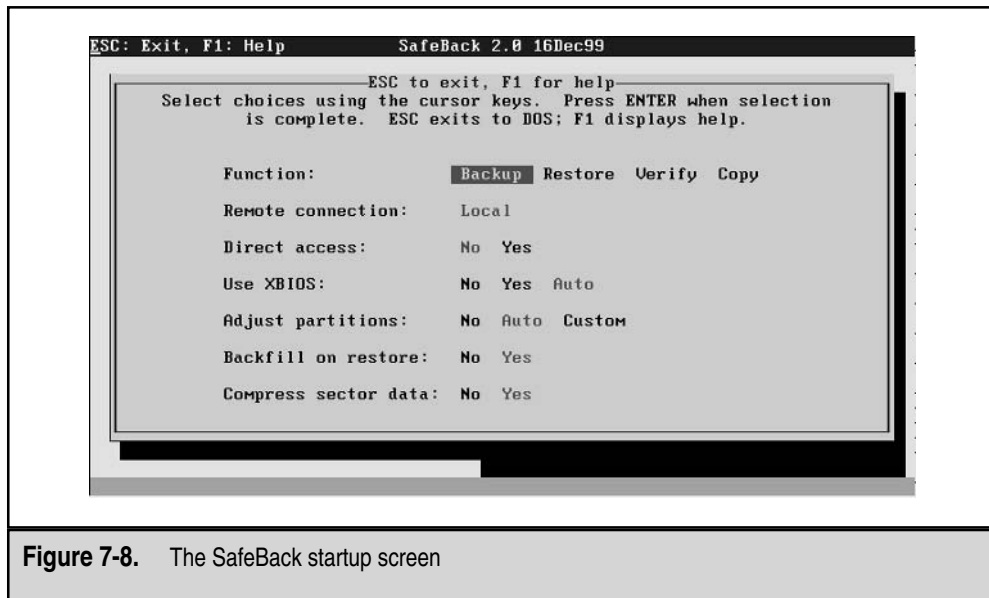 ESC: Exit, F1: Help SafeBack 2.0 16Dec99
ESC to exit, F1 for help
Select choices using the cursor keys. Press ENTER when selection
is complete. ESC exits to DOS; F1 displays help.
Function: Backup Restore Verify Copy
Remote connection: Local
Direct access: No Yes
Use XBIOS: No Yes Auto
Adjust partitions: No Auto Custom
Backfill on restore: No Yes
Compress sector data: No Yes
Figure 7-8. The SafeBack startup screen